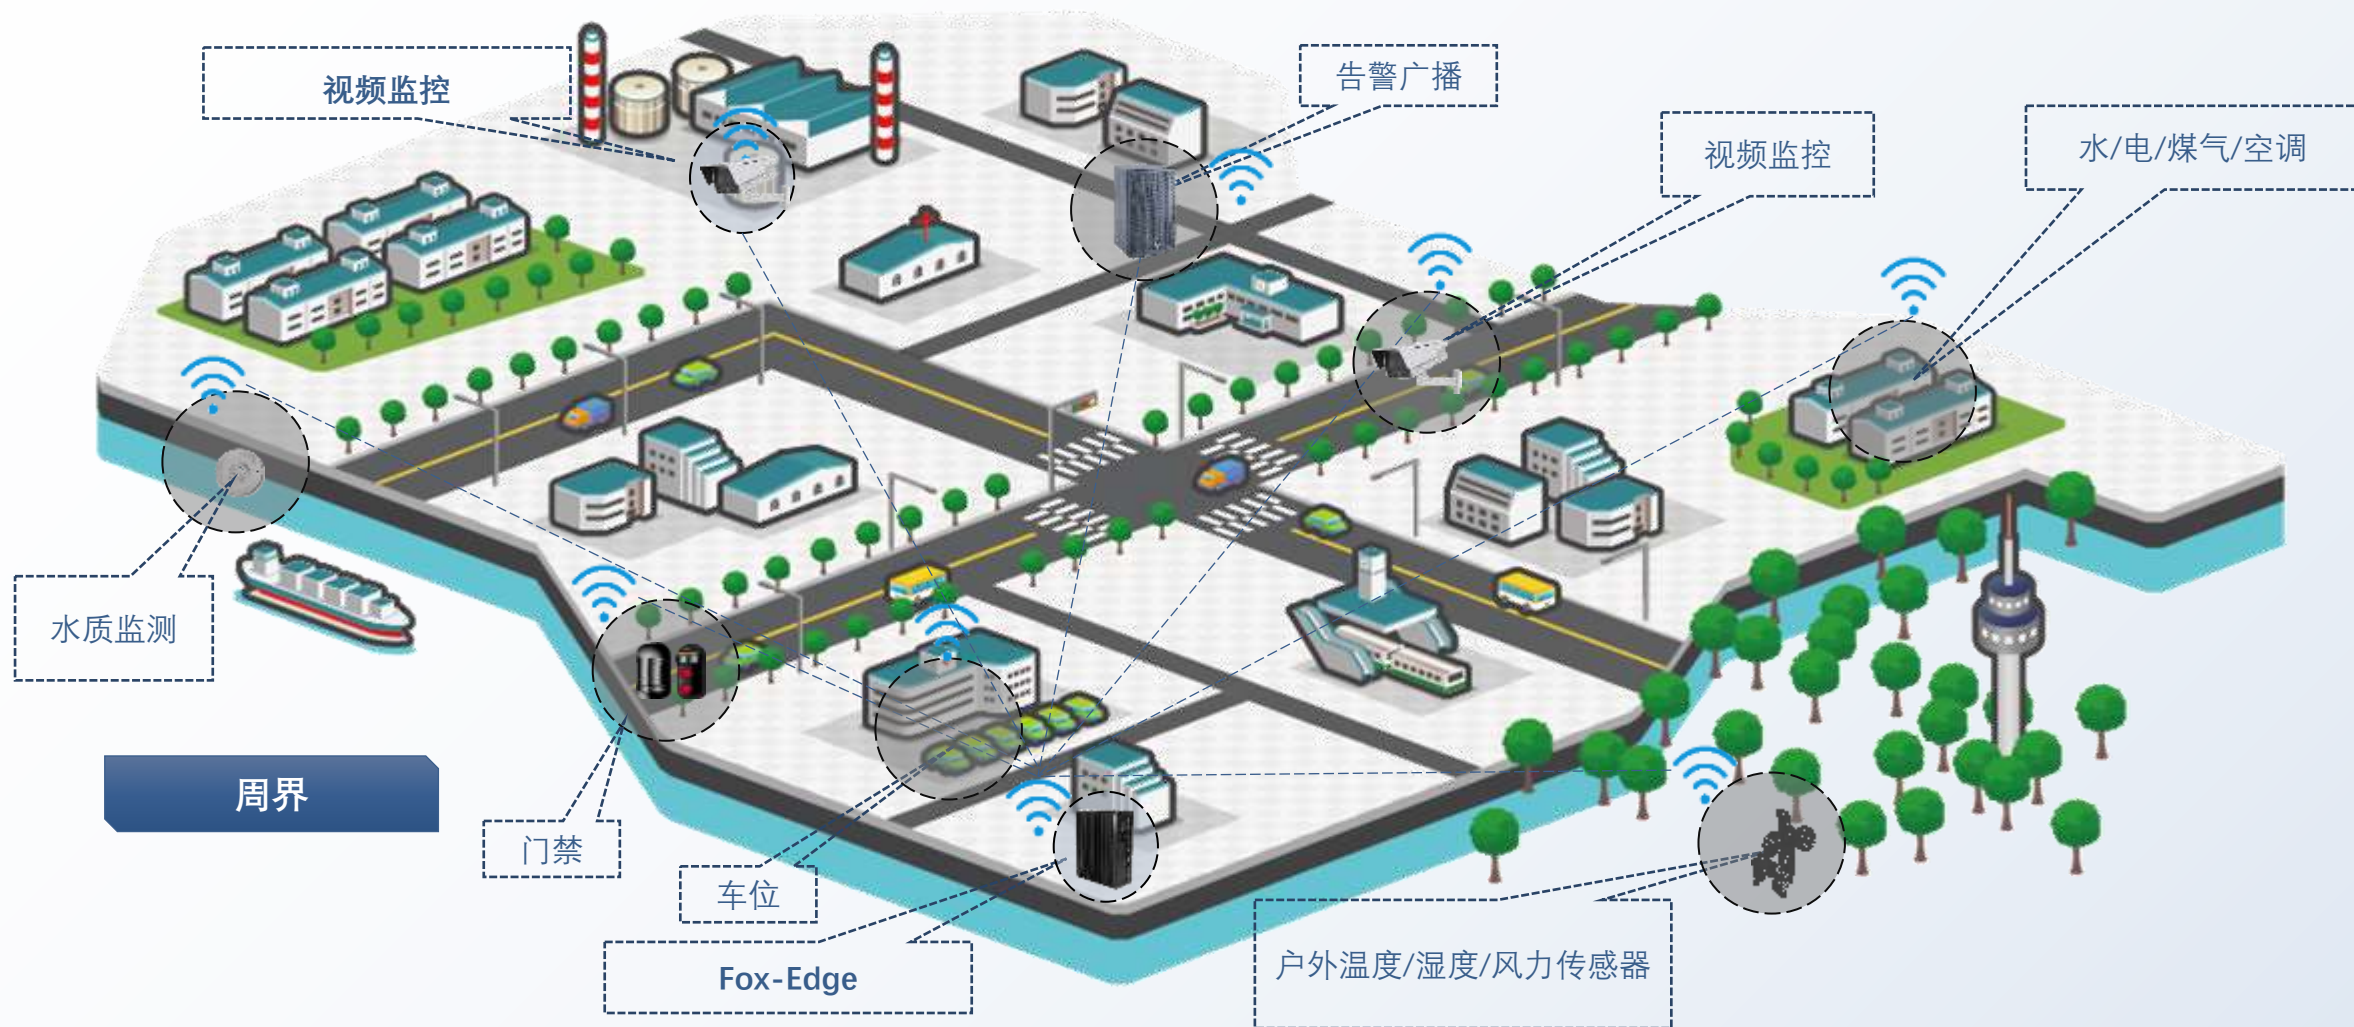 视频监控
告警广播
视频监控
水/电/煤气/空调
水质监测
周界
门禁
车位
Fox-Edge
户外温度/湿度/风力传感器